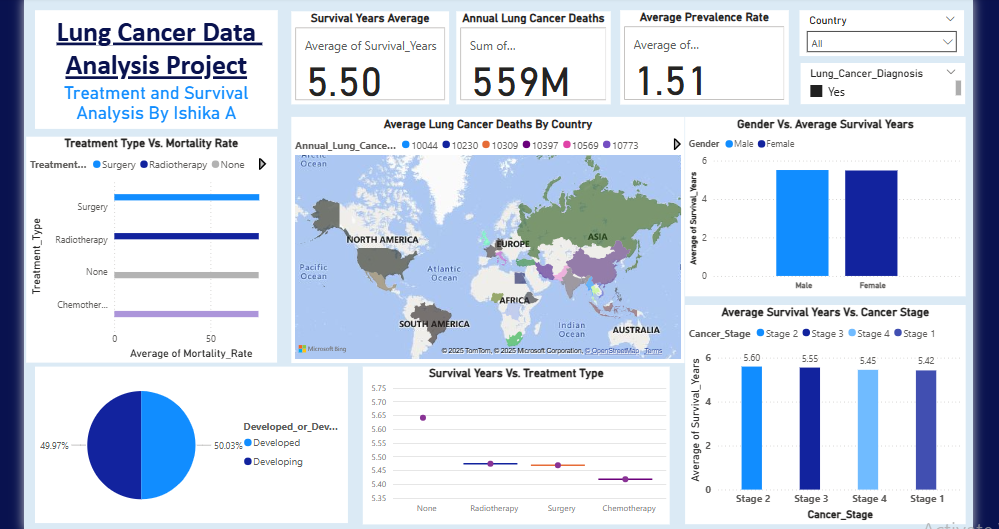 Lung Cancer Data
Analysis Project
Treatment and Survival
Analysis By Ishika A
Survival Years Average
Average of Survival_Years
5.50
Annual Lung Cancer Deaths
Sum of...
559M
Average Prevalence Rate
Average of...
1.51
Country
All
Lung_Cancer_Diagnosis
Yes
Treatment Type Vs. Mortality Rate
Treatment... Surgery Radiotherapy None
Treatment_Type
Surgery
Radiotherapy
None
Chemother...
0 50
Average of Mortality_Rate
Average Lung Cancer Deaths By Country
Annual_Lung_Cance... 10044 10230 10309 10397 10569 10773
Arctic
Ocean
NORTH AMERICA
EUROPE
ASIA
Pacific
Ocean
Atlantic
Ocean
AFRICA
SOUTH AMERICA
Indian
Ocean
AUSTRALIA
Microsoft Bing
© 2025 TomTom, © 2025 Microsoft Corporation, © OpenStreetMap Terms
Gender Vs. Average Survival Years
Gender Male Female
Average of Survival_Years
6
4
2
0
Male Female
Developed_or_Dev...
Developed
Developing
49.97%
50.03%
Survival Years Vs. Treatment Type
5.75
5.70
5.65
5.60
5.55
5.50
5.45
5.40
5.35
None Radiotherapy Surgery Chemotherapy
Average Survival Years Vs. Cancer Stage
Cancer_Stage Stage 2 Stage 3 Stage 4 Stage 1
Average of Survival_Years
6
4
2
0
5.60 5.55 5.45 5.42
Stage 2 Stage 3 Stage 4 Stage 1
Cancer_Stage